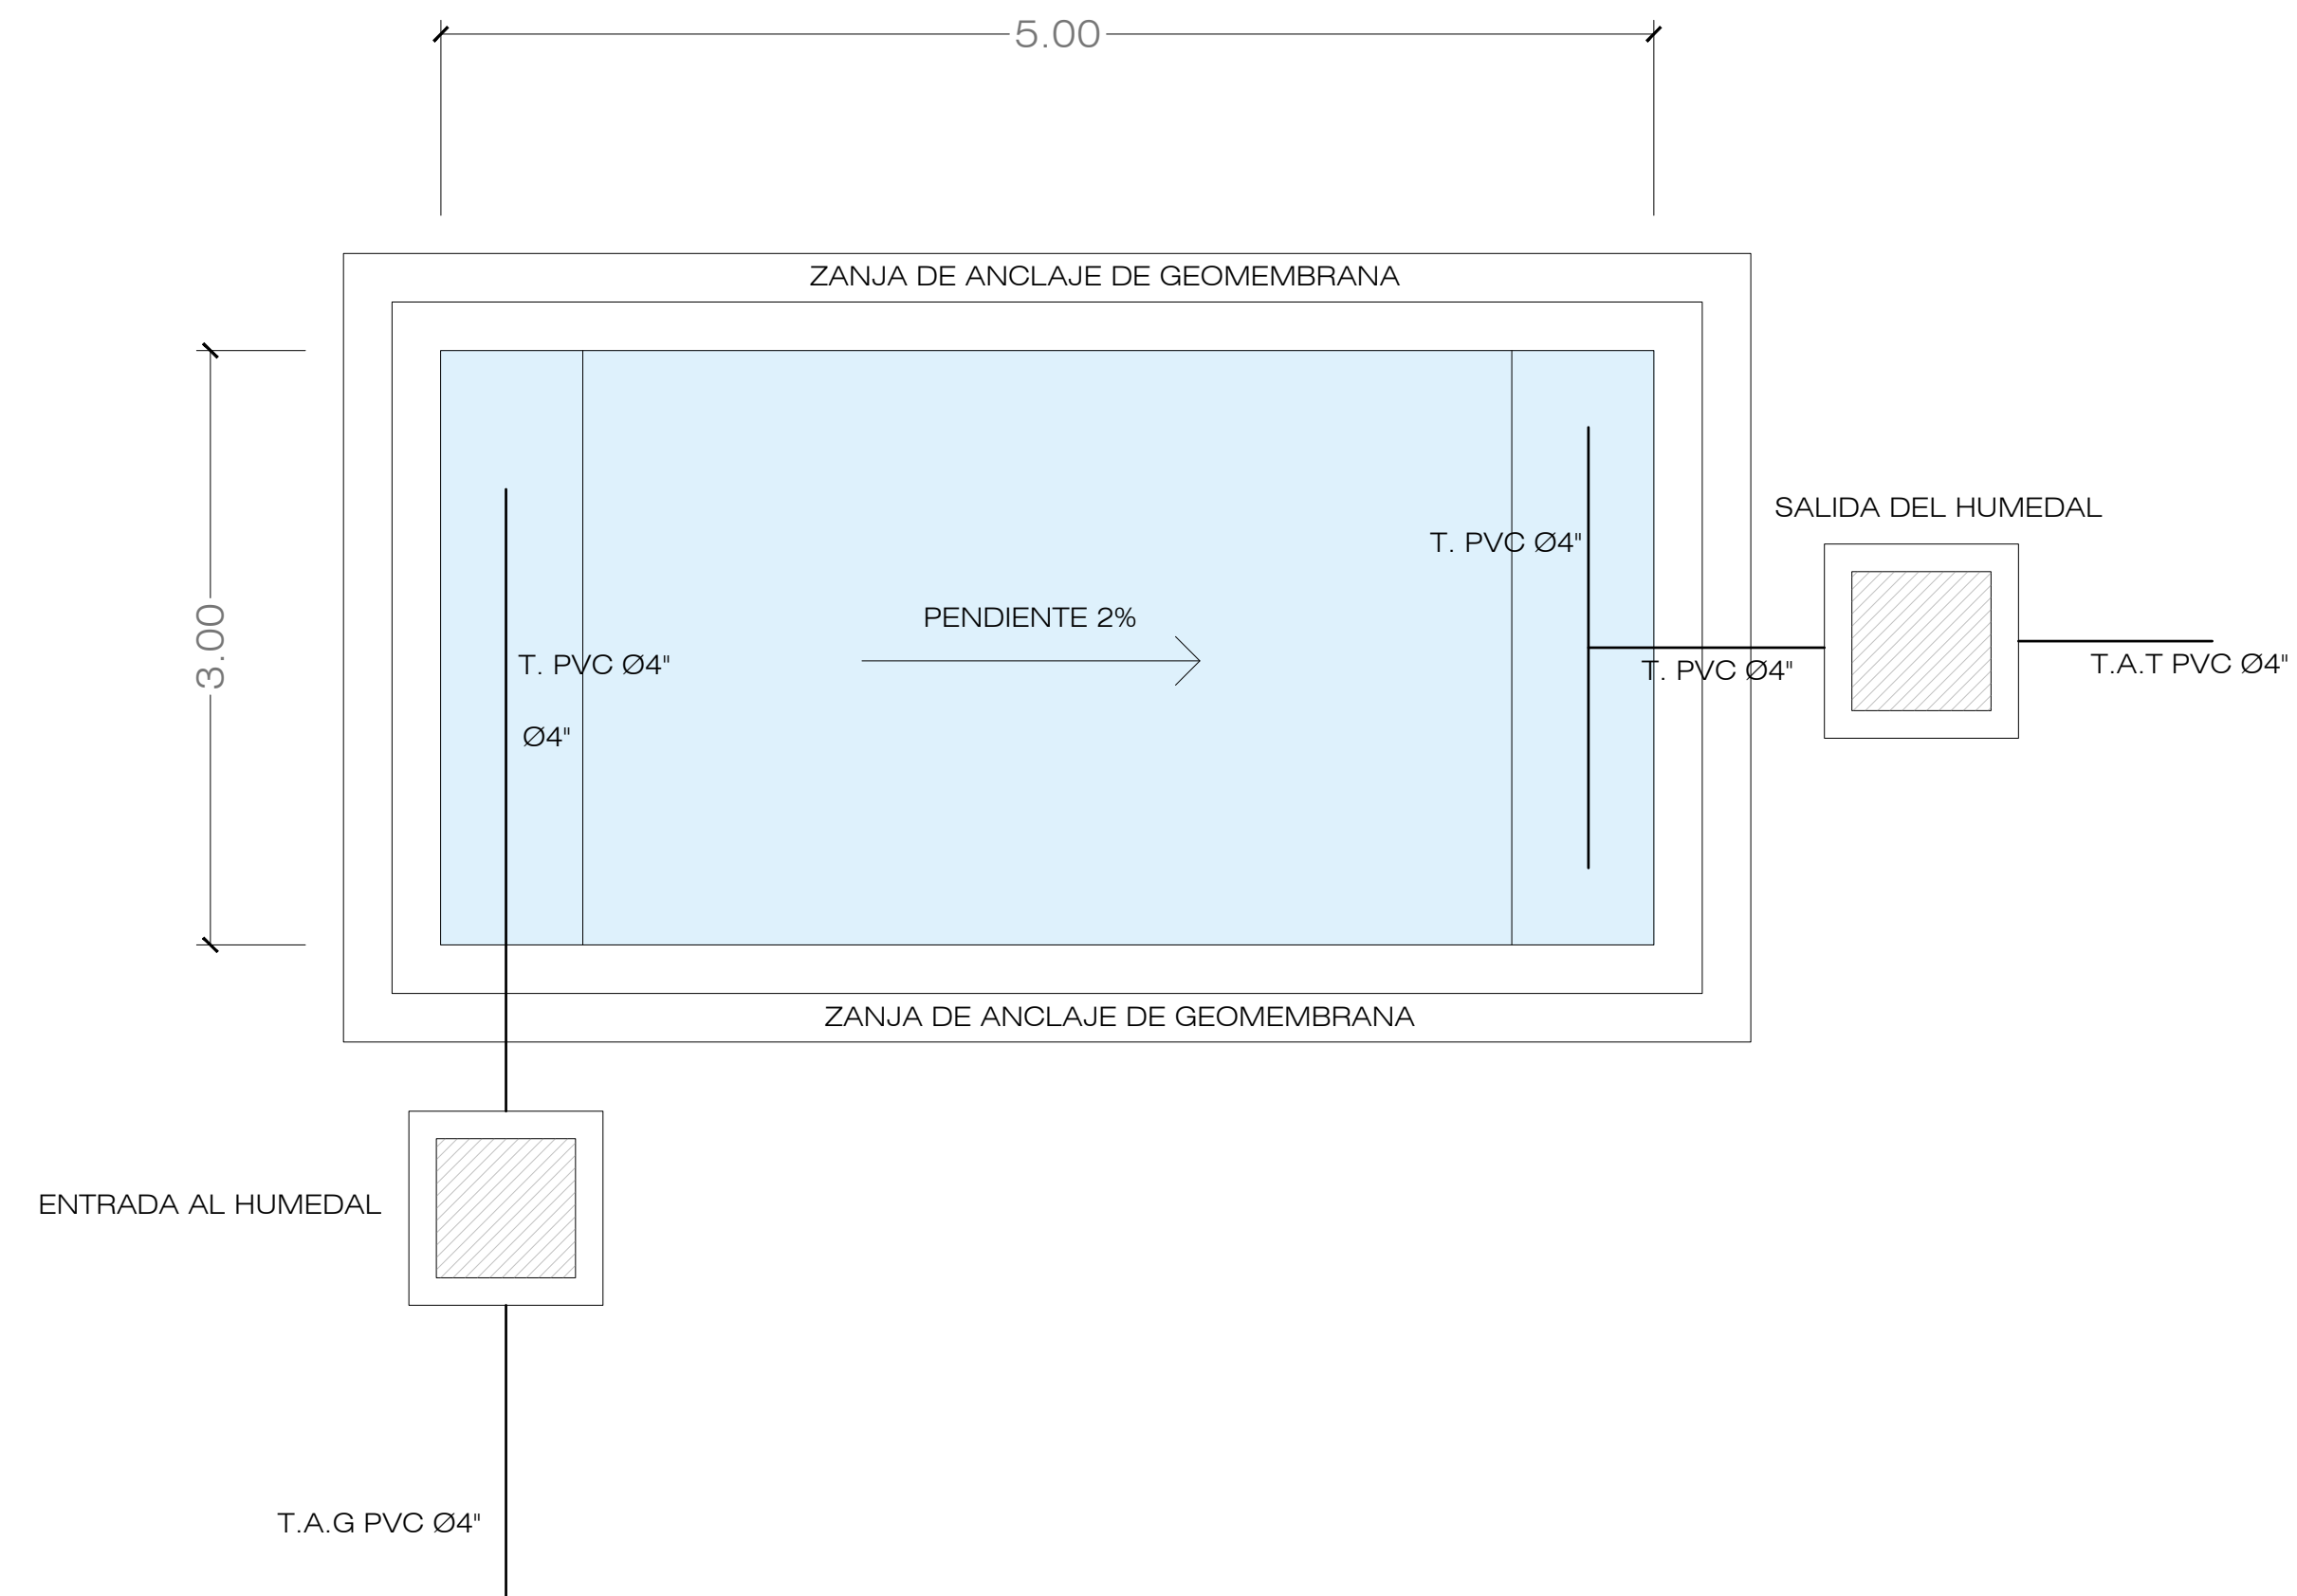 5.00
ZANJA DE ANCLAJE DE GEOMEMBRANA
SALIDA DEL HUMEDAL
T. PVC Ø4"
PENDIENTE 2%
3.00
T. PVC Ø4"
T. PVC Ø4"
T.A.T PVC Ø4"
Ø4"
ZANJA DE ANCLAJE DE GEOMEMBRANA
ENTRADA AL HUMEDAL
T.A.G PVC Ø4"